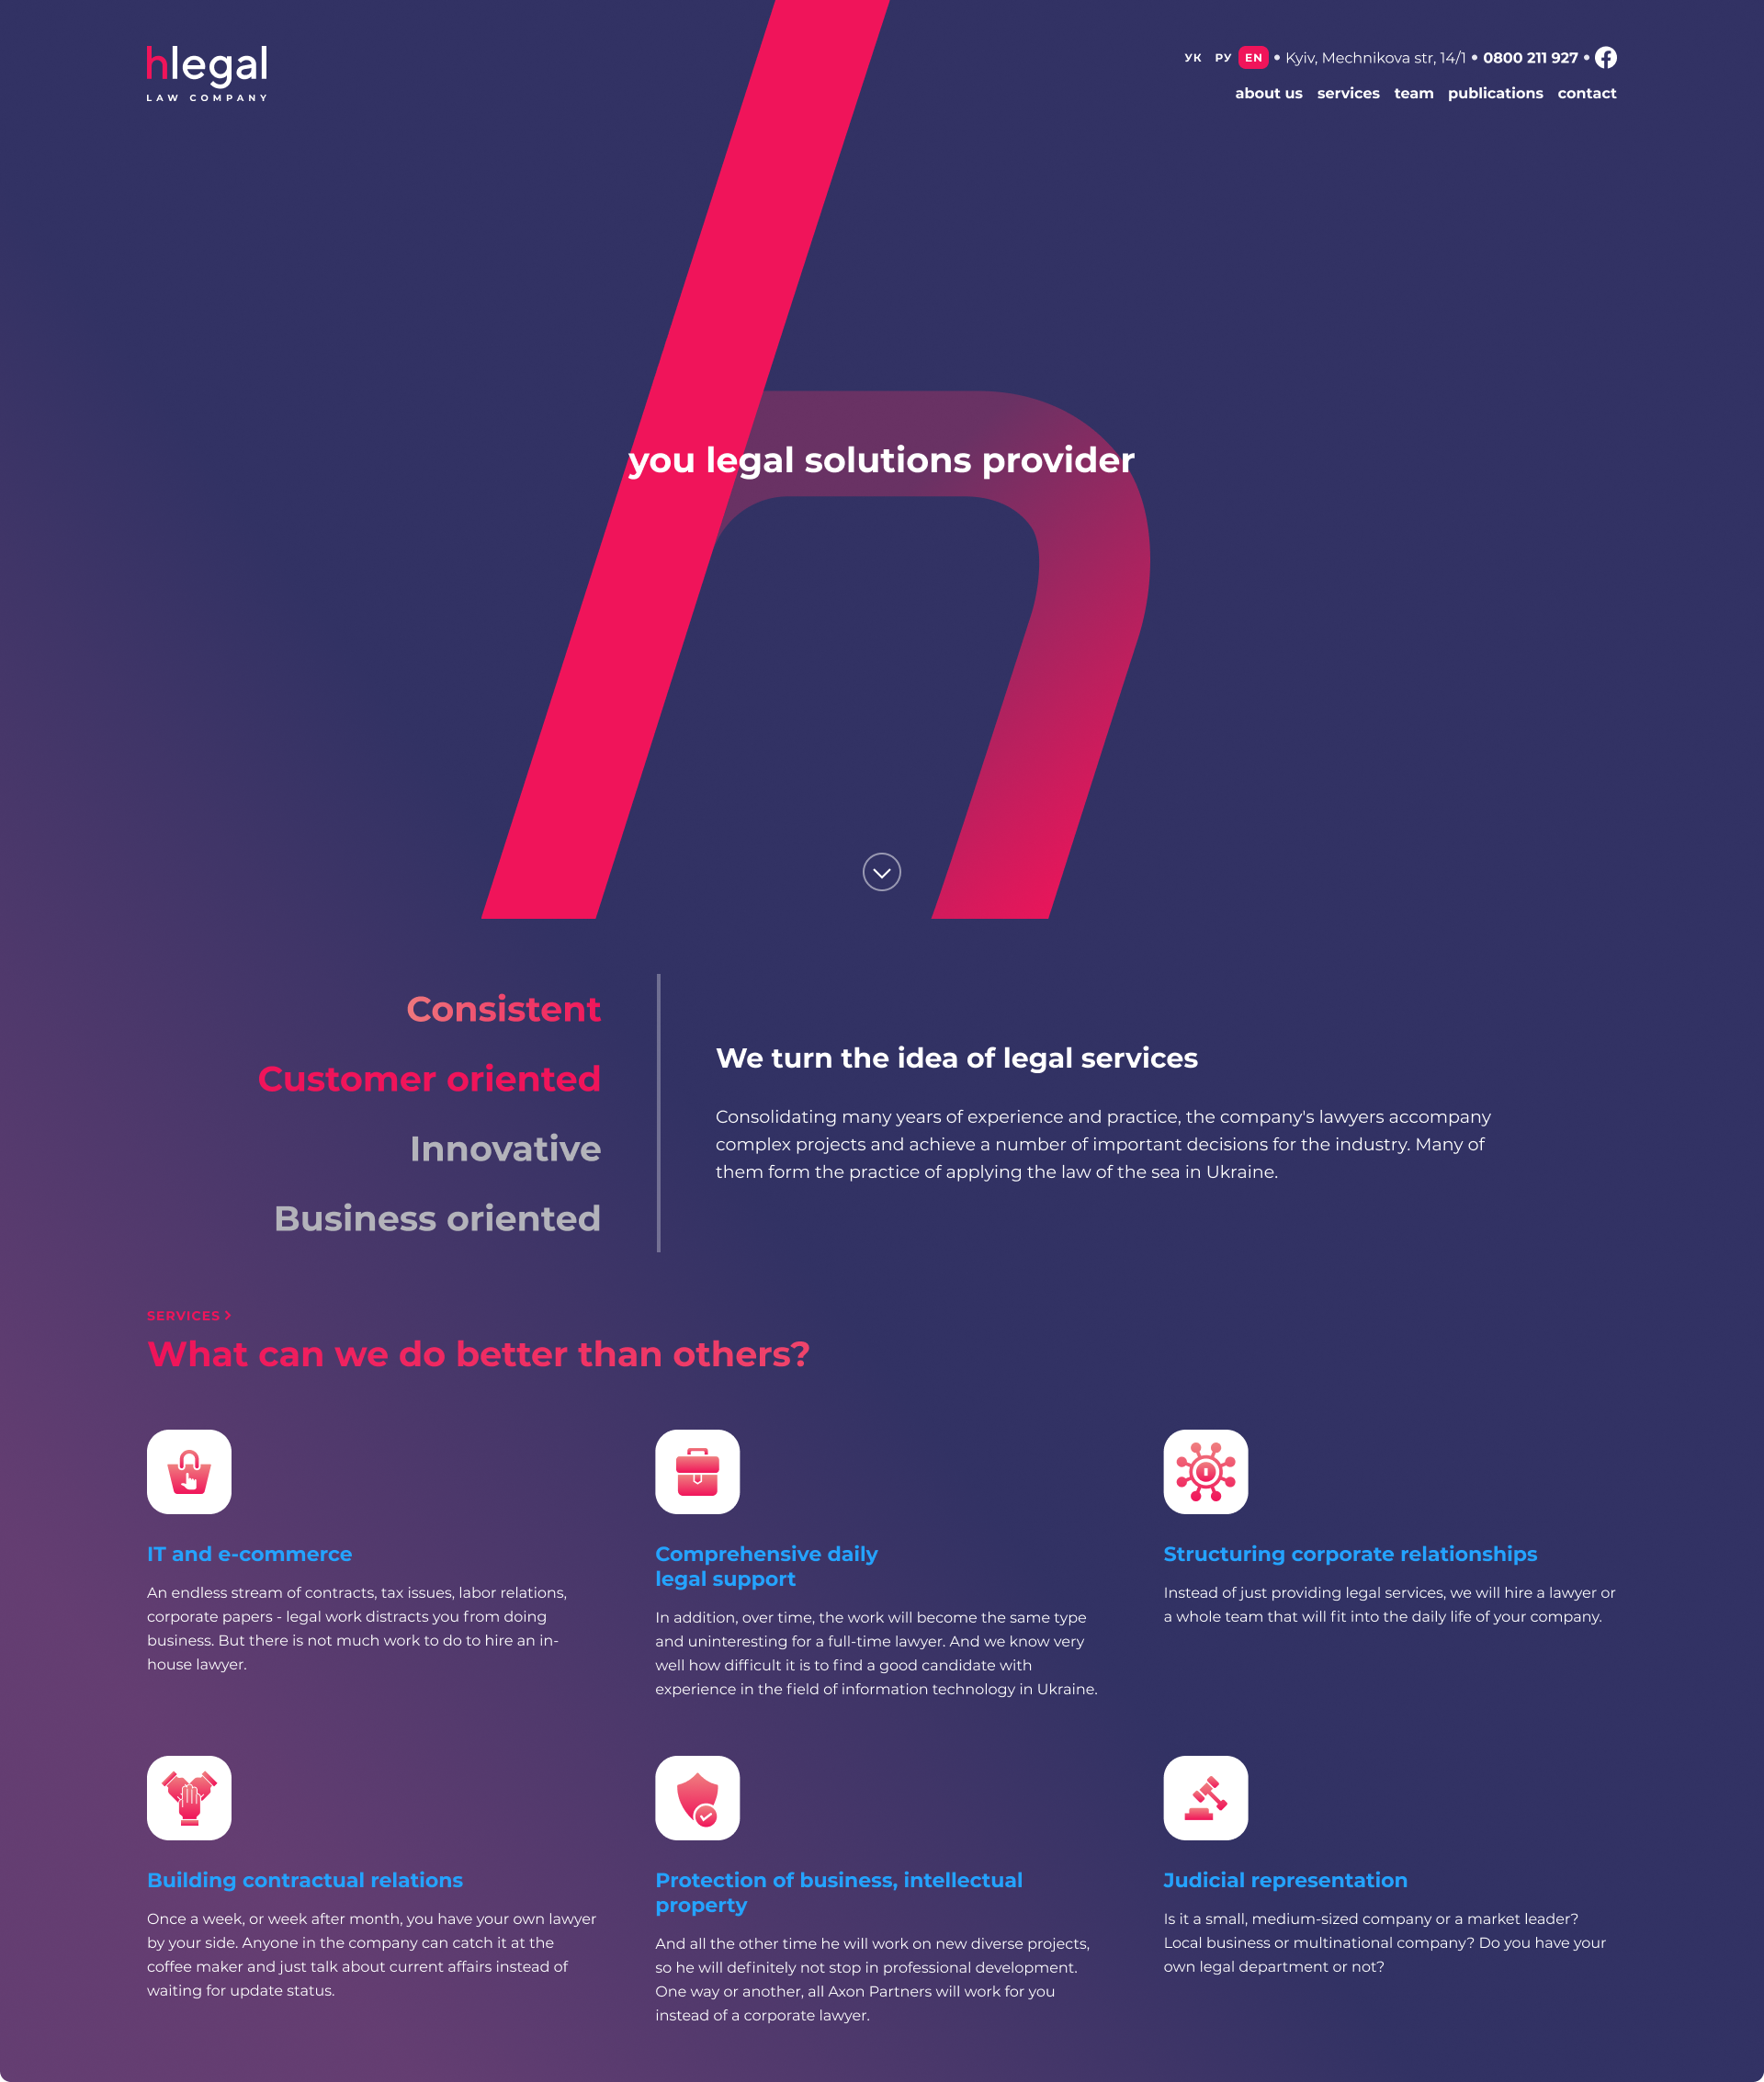 hlegal
LAW COMPANY
УК РУ EN • Kyiv, Mechnikova str, 14/1 • 0800 211 927 •
about us services team publications contact
you legal solutions provider
Consistent
Customer oriented
Innovative
Business oriented
We turn the idea of legal services
Consolidating many years of experience and practice, the company's lawyers accompany
complex projects and achieve a number of important decisions for the industry. Many of
them form the practice of applying the law of the sea in Ukraine.
SERVICES >
What can we do better than others?
IT and e-commerce
An endless stream of contracts, tax issues, labor relations,
corporate papers - legal work distracts you from doing
business. But there is not much work to do to hire an in-
house lawyer.
Comprehensive daily
legal support
In addition, over time, the work will become the same type
and uninteresting for a full-time lawyer. And we know very
well how difficult it is to find a good candidate with
experience in the field of information technology in Ukraine.
Structuring corporate relationships
Instead of just providing legal services, we will hire a lawyer or
a whole team that will fit into the daily life of your company.
Building contractual relations
Once a week, or week after month, you have your own lawyer
by your side. Anyone in the company can catch it at the
coffee maker and just talk about current affairs instead of
waiting for update status.
Protection of business, intellectual
property
And all the other time he will work on new diverse projects,
so he will definitely not stop in professional development.
One way or another, all Axon Partners will work for you
instead of a corporate lawyer.
Judicial representation
Is it a small, medium-sized company or a market leader?
Local business or multinational company? Do you have your
own legal department or not?